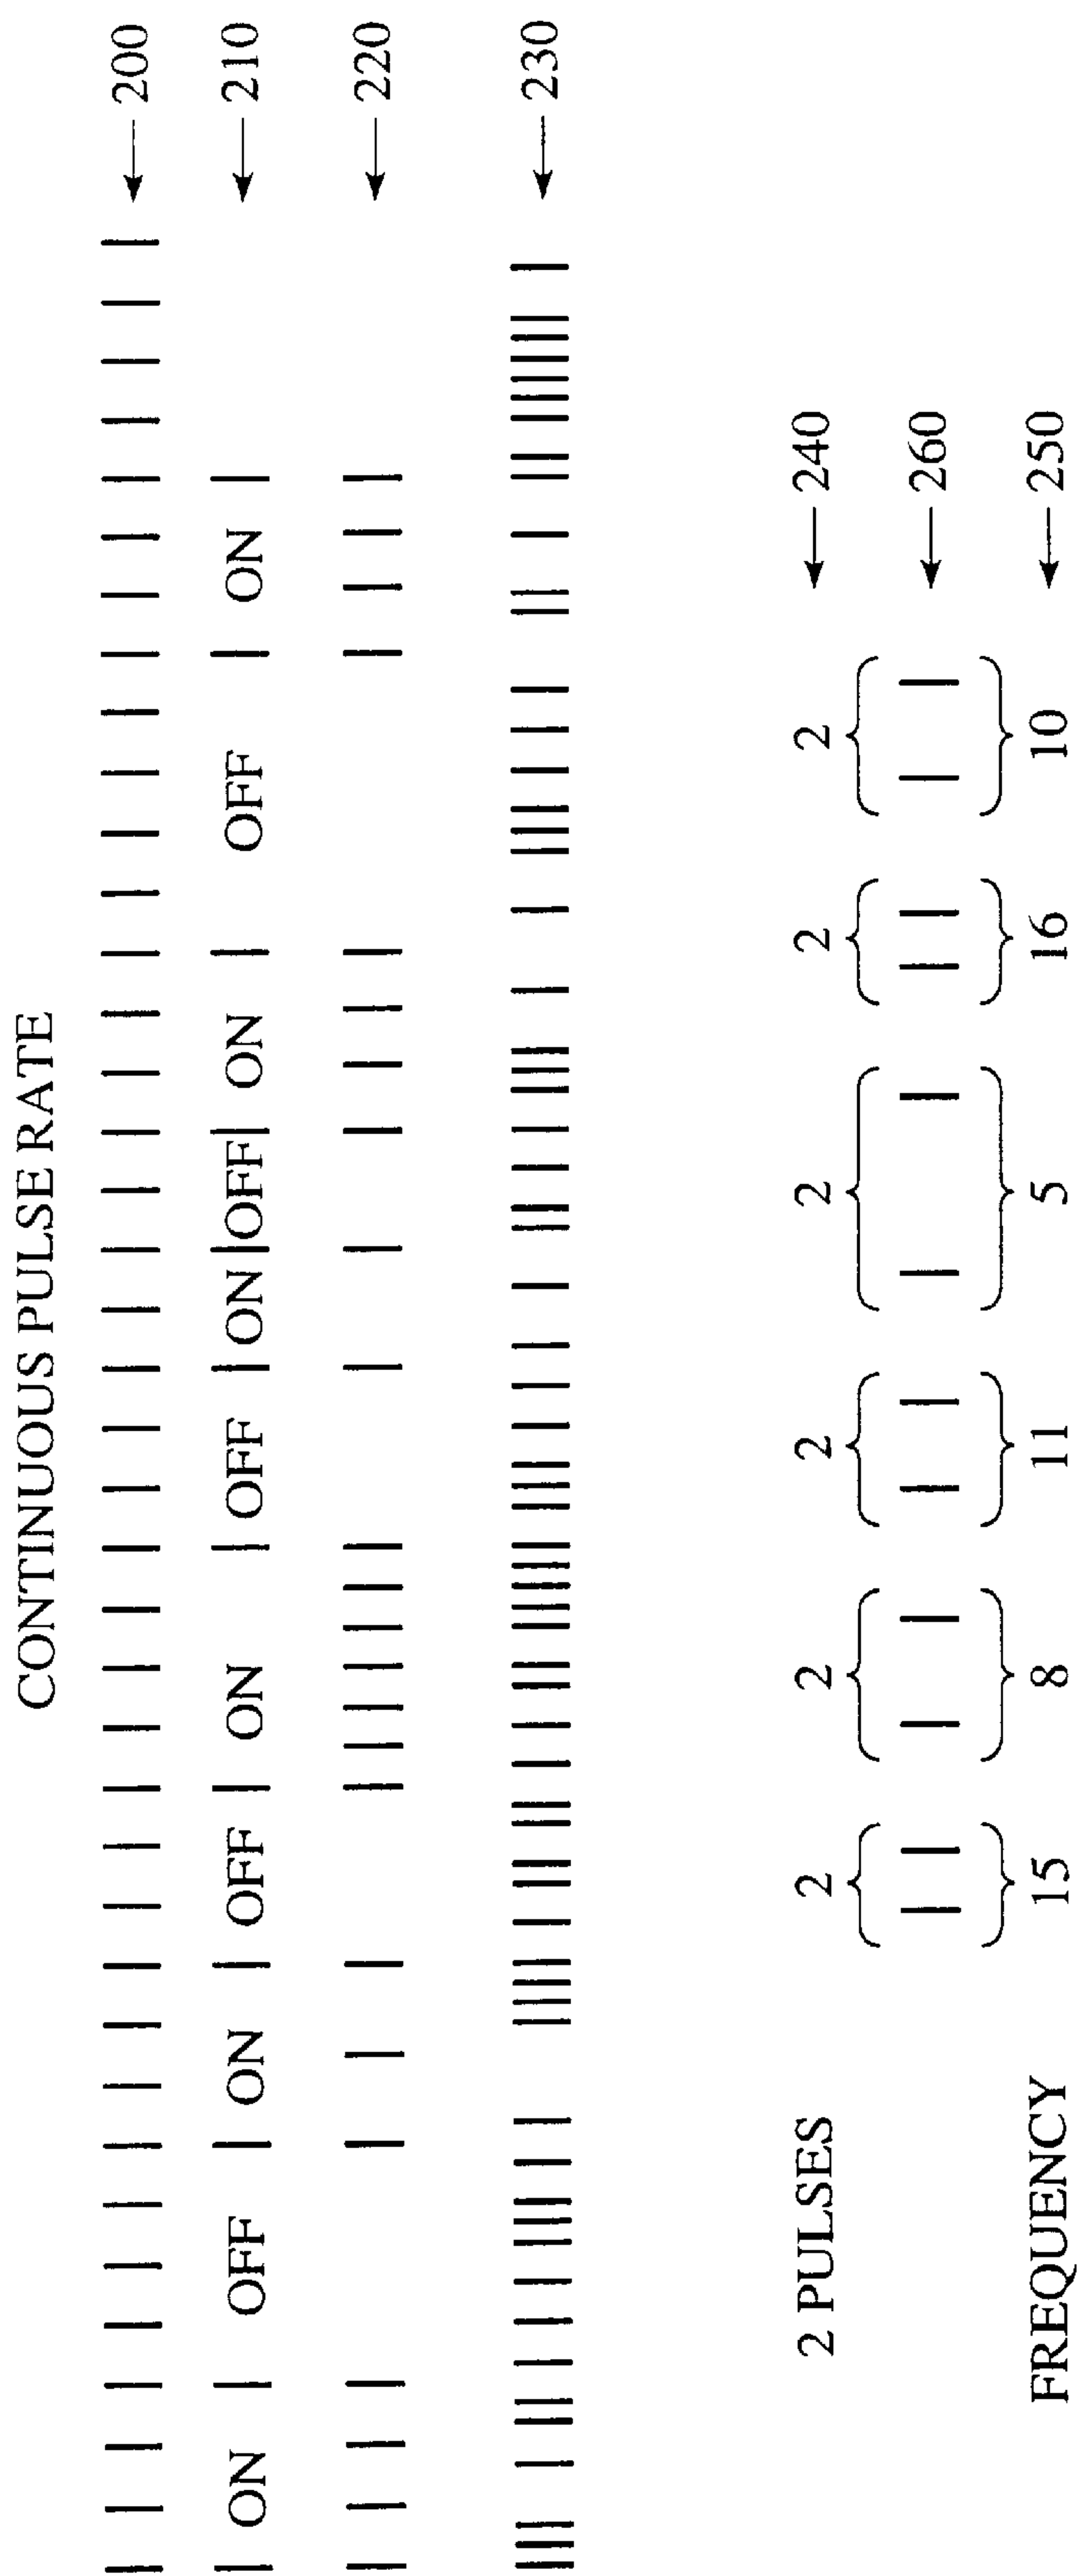 CONTINUOUS PULSE RATE
200
ON OFF ON OFF ON OFF ON OFF ON OFF ON 210
220
230
2 PULSES 2 2 2 2 2 2 240
260
FREQUENCY 15 8 11 5 16 10 250